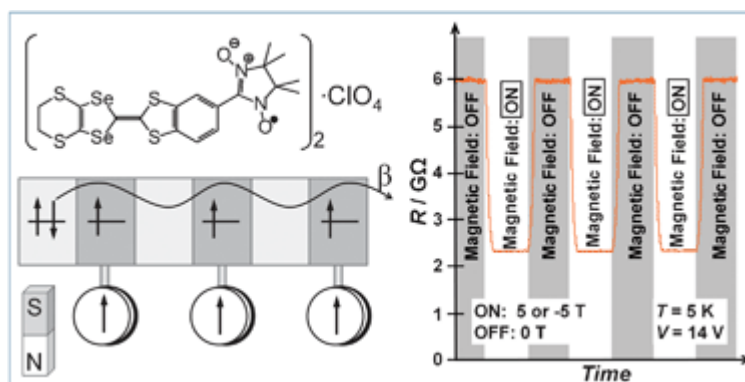 O⊖
N⊕
S
Se
S
S
Se
S
N
O•
2
·ClO₄
β
S
N
R / GΩ
6
5
4
3
2
1
0
Magnetic Field: OFF
Magnetic Field: ON
Magnetic Field: OFF
Magnetic Field: ON
Magnetic Field: OFF
Magnetic Field: ON
Magnetic Field: OFF
ON: 5 or -5 T
OFF: 0 T
T = 5 K
V = 14 V
Time